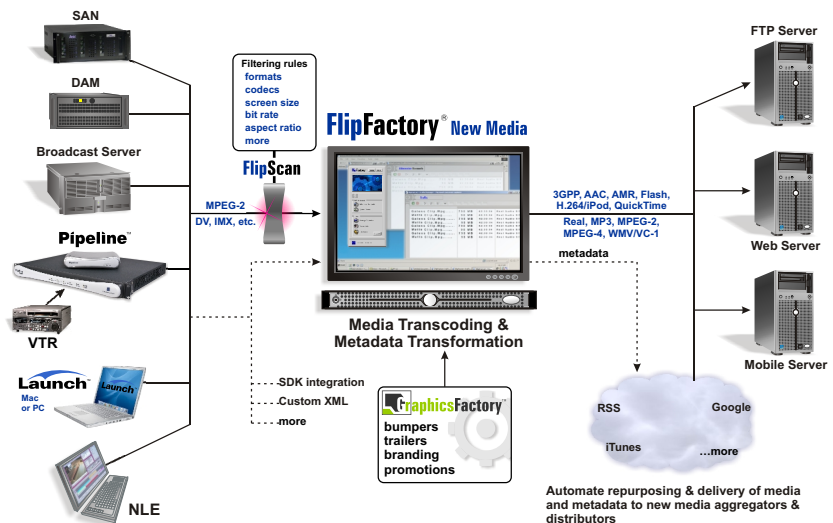 SAN
DAM
Broadcast Server
Pipeline™
VTR
Launch™
Mac
or PC
NLE
Filtering rules
formats
codecs
screen size
bit rate
aspect ratio
more
FlipScan
MPEG-2
DV, IMX, etc.
FlipFactory® New Media
Media Transcoding &
Metadata Transformation
SDK integration
Custom XML
more
GraphicsFactory™
bumpers
trailers
branding
promotions
3GPP, AAC, AMR, Flash,
H.264/iPod, QuickTime
Real, MP3, MPEG-2,
MPEG-4, WMV/VC-1
metadata
FTP Server
Web Server
Mobile Server
RSS
Google
iTunes
...more
Automate repurposing & delivery of media
and metadata to new media aggregators &
distributors